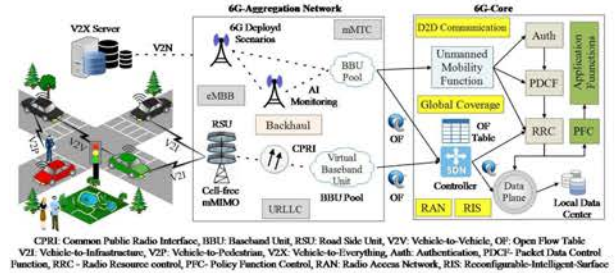 6G-Aggregation Network
6G-Core
V2X Server
V2N
6G Deployd
Scenarios
mMTC
BBU
Pool
eMBB
AI
Monitoring
RSU
Backhaul
CPRI
Cell-free
mMIMO
URLLC
Virtual
Baseband
Unit
BBU Pool
V2P
V2V
V2I
V2I
D2D Communication
Unmanned
Mobility
Function
Global Coverage
OF
OF
Table
OF
SDN
Controller
RAN
RIS
Auth
PDCF
RRC
PFC
Application
Data
Plane
Local Data
Center
CPRI: Common Public Radio Interface, BBU: Baseband Unit, RSU: Road Side Unit, V2V: Vehicle-to-Vehicle, OF: Open Flow Table
V2I: Vehicle-to-Infrastructure, V2P: Vehicle-to-Pedestrian, V2X: Vehicle-to-Everything, Auth: Authentication, PDCF- Packet Data Control
Function, RRC - Radio Resource control, PFC- Policy Function Control, RAN: Radio Access Network, RIS: Reconfigurable-Intelligent-Surface